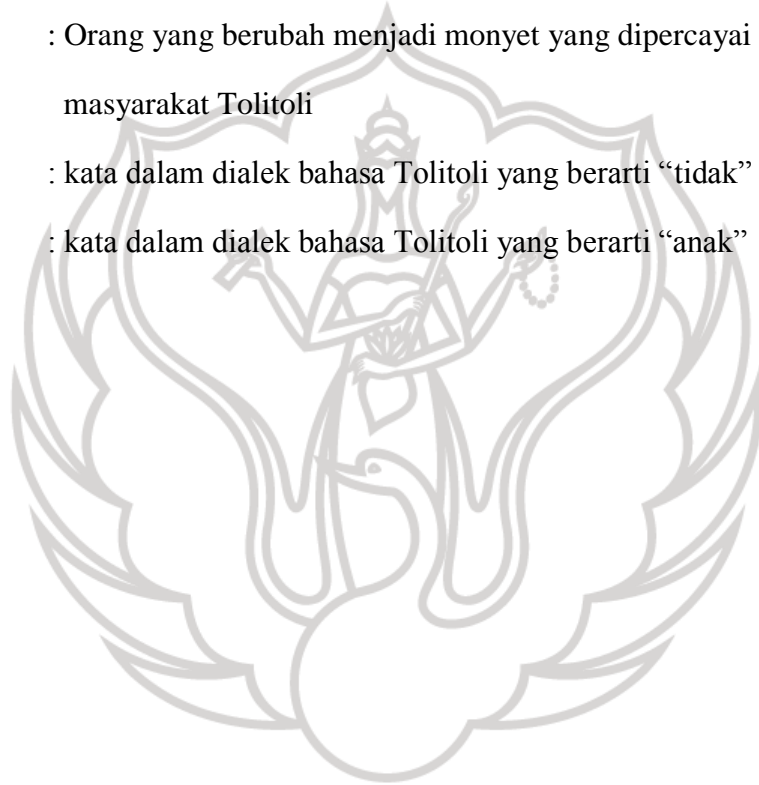 : Orang yang berubah menjadi monyet yang dipercayai
masyarakat Tolitoli
: kata dalam dialek bahasa Tolitoli yang berarti “tidak”
: kata dalam dialek bahasa Tolitoli yang berarti “anak”